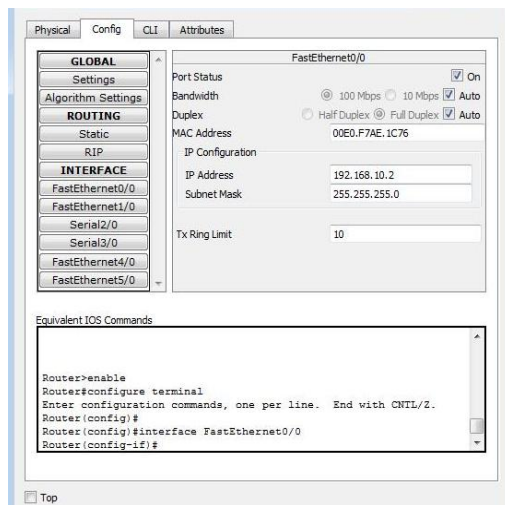 Physical Config CLI Attributes
GLOBAL
Settings
Algorithm Settings
ROUTING
Static
RIP
INTERFACE
FastEthernet0/0
FastEthernet1/0
Serial2/0
Serial3/0
FastEthernet4/0
FastEthernet5/0
FastEthernet0/0
Port Status On
Bandwidth 100 Mbps 10 Mbps Auto
Duplex Half Duplex Full Duplex Auto
MAC Address 00E0.F7AE.1C76
IP Configuration
IP Address 192.168.10.2
Subnet Mask 255.255.255.0
Tx Ring Limit 10
Equivalent IOS Commands
Router>enable
Router#configure terminal
Enter configuration commands, one per line. End with CNTL/Z.
Router(config)#
Router(config)#interface FastEthernet0/0
Router(config-if)#
Top